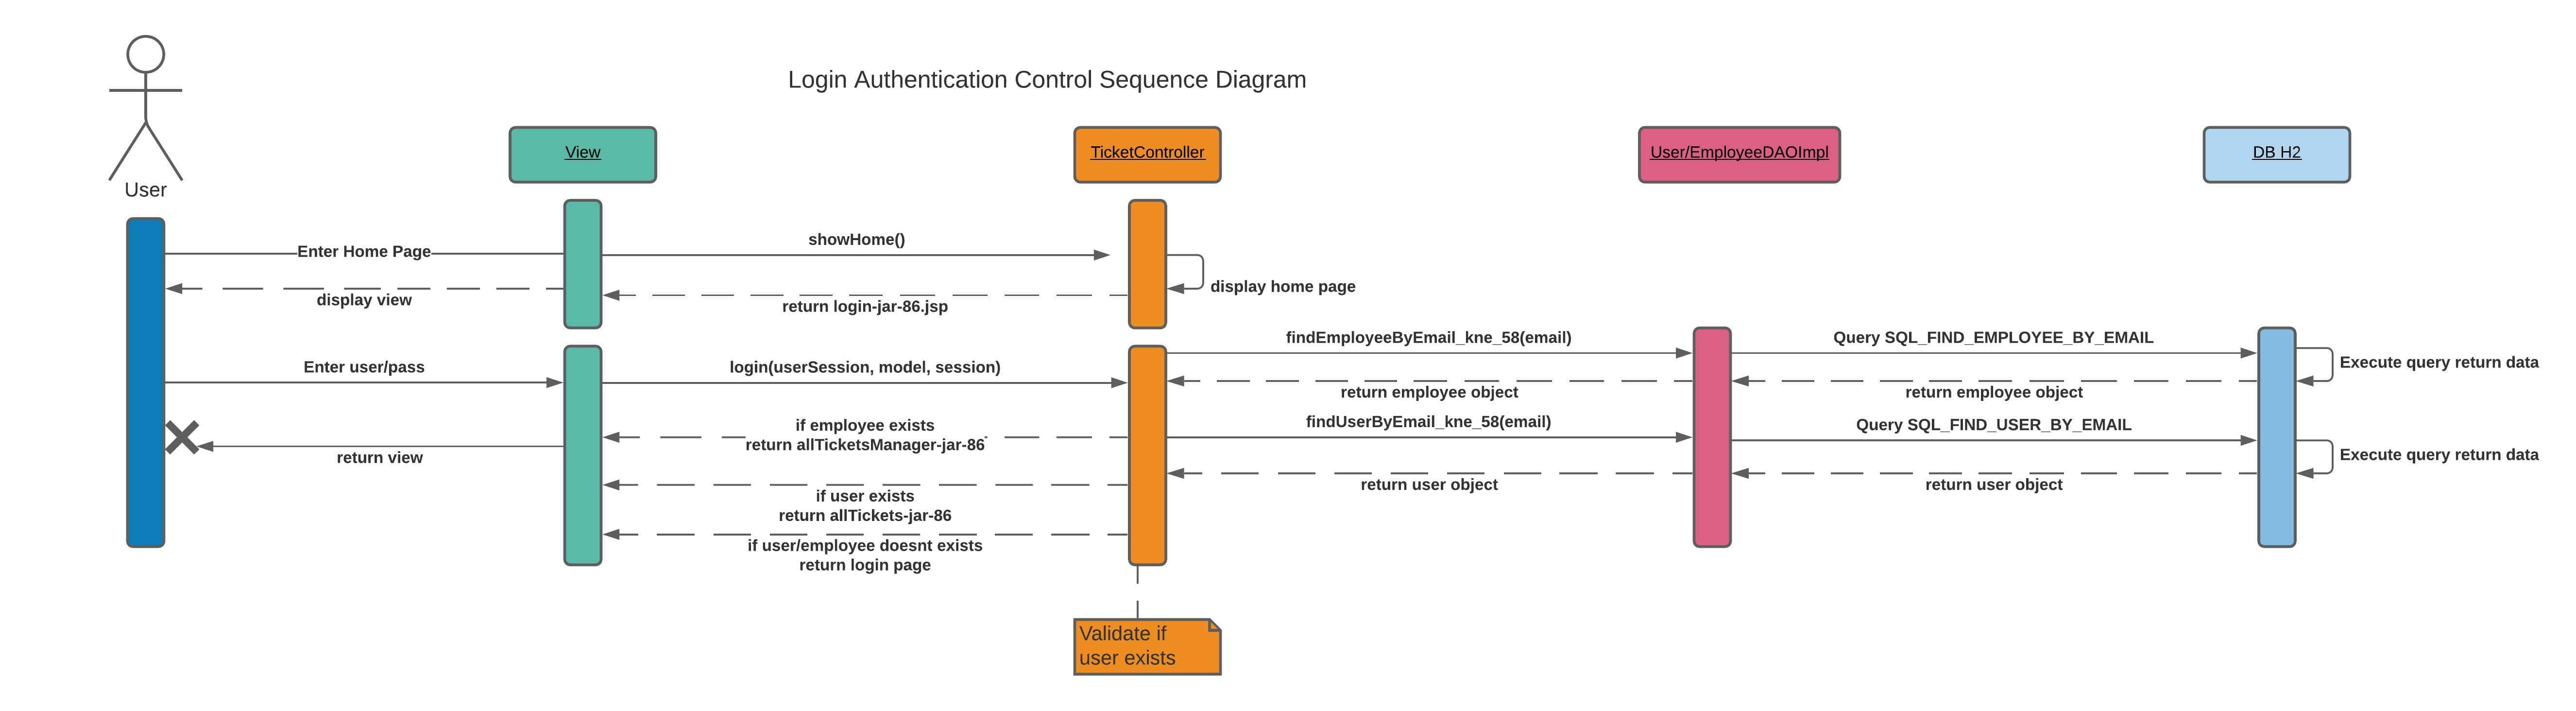 Login Authentication Control Sequence Diagram
User
View
TicketController
User/EmployeeDAOImpl
DB H2
Enter Home Page
showHome()
display home page
display view
return login-jar-86.jsp
findEmployeeByEmail_kne_58(email)
Query SQL_FIND_EMPLOYEE_BY_EMAIL
Execute query return data
Enter user/pass
login(userSession, model, session)
return employee object
return employee object
if employee exists
return allTicketsManager-jar-86
findUserByEmail_kne_58(email)
Query SQL_FIND_USER_BY_EMAIL
Execute query return data
return view
return user object
return user object
if user exists
return allTickets-jar-86
if user/employee doesnt exists
return login page
Validate if
user exists